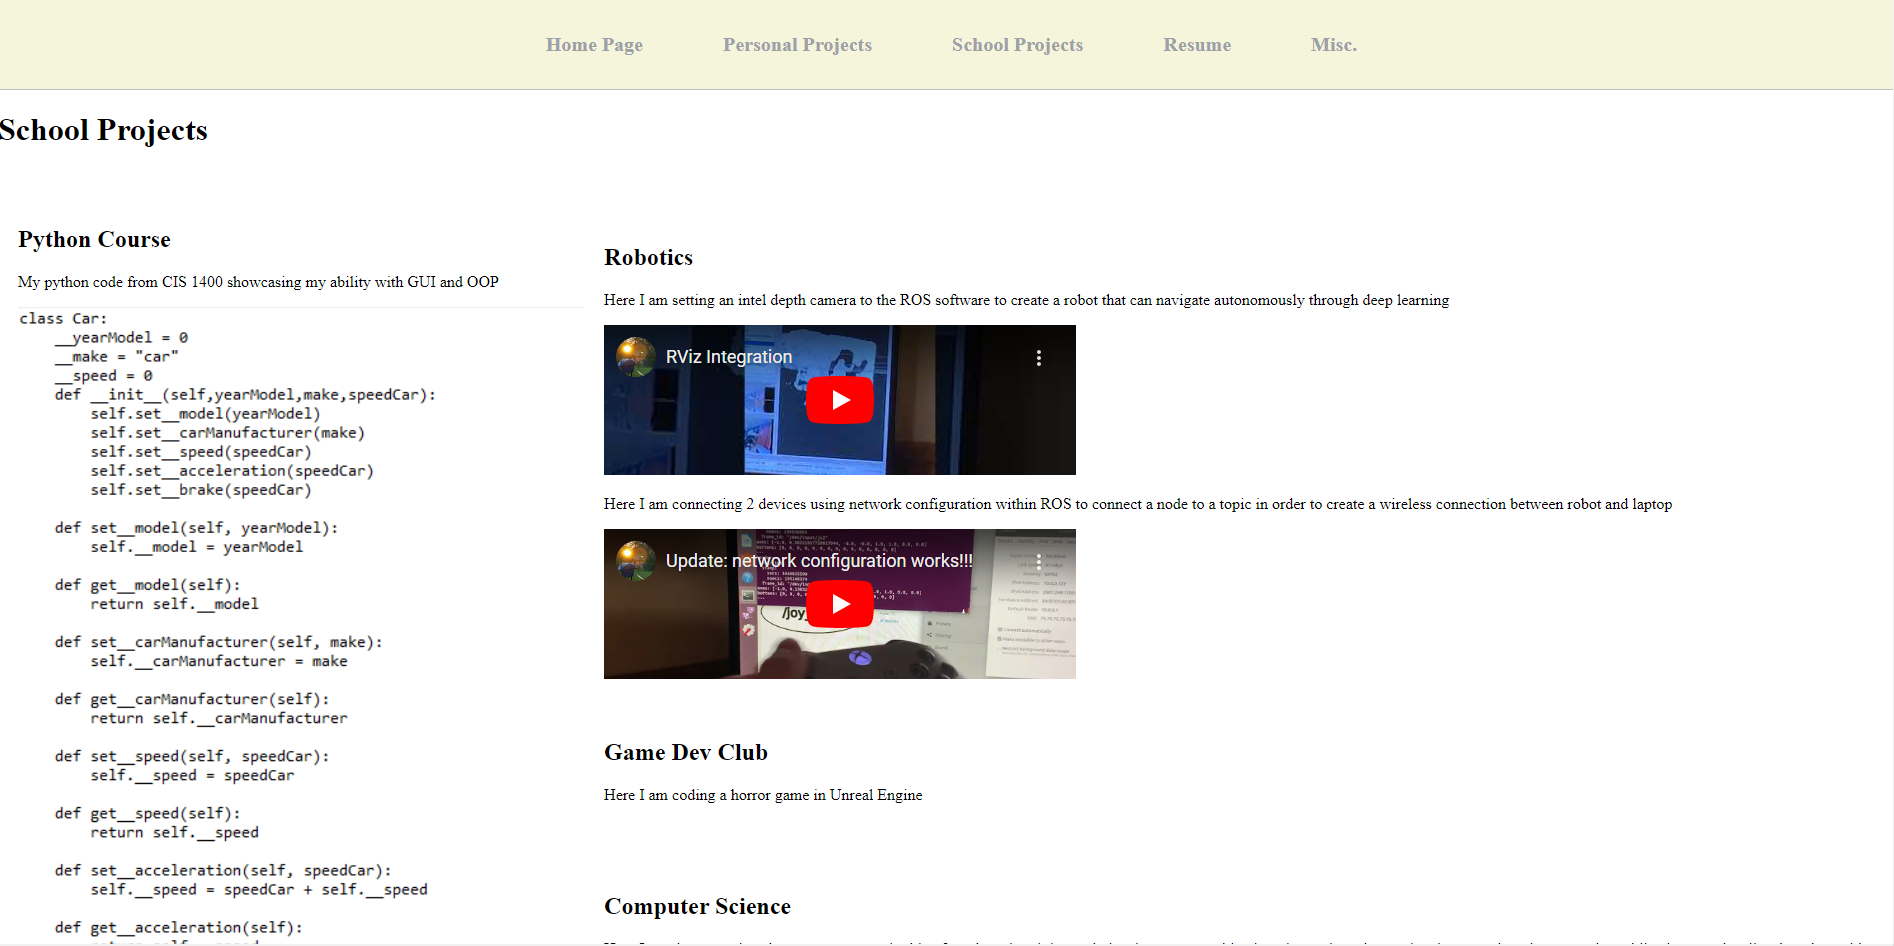 Home Page Personal Projects School Projects Resume Misc.
School Projects
Python Course
My python code from CIS 1400 showcasing my ability with GUI and OOP
class Car:
    __yearModel = 0
    __make = "car"
    __speed = 0
    def __init__(self,yearModel,make,speedCar):
        self.set__model(yearModel)
        self.set__carManufacturer(make)
        self.set__speed(speedCar)
        self.set__acceleration(speedCar)
        self.set__brake(speedCar)
    def set__model(self, yearModel):
        self.__model = yearModel
    def get__model(self):
        return self.__model
    def set__carManufacturer(self, make):
        self.__carManufacturer = make
    def get__carManufacturer(self):
        return self.__carManufacturer
    def set__speed(self, speedCar):
        self.__speed = speedCar
    def get__speed(self):
        return self.__speed
    def set__acceleration(self, speedCar):
        self.__speed = speedCar + self.__speed
    def get__acceleration(self):
Robotics
Here I am setting an intel depth camera to the ROS software to create a robot that can navigate autonomously through deep learning
RViz Integration
Here I am connecting 2 devices using network configuration within ROS to connect a node to a topic in order to create a wireless connection between robot and laptop
Update: network configuration works!!!
/joy
Game Dev Club
Here I am coding a horror game in Unreal Engine
Computer Science